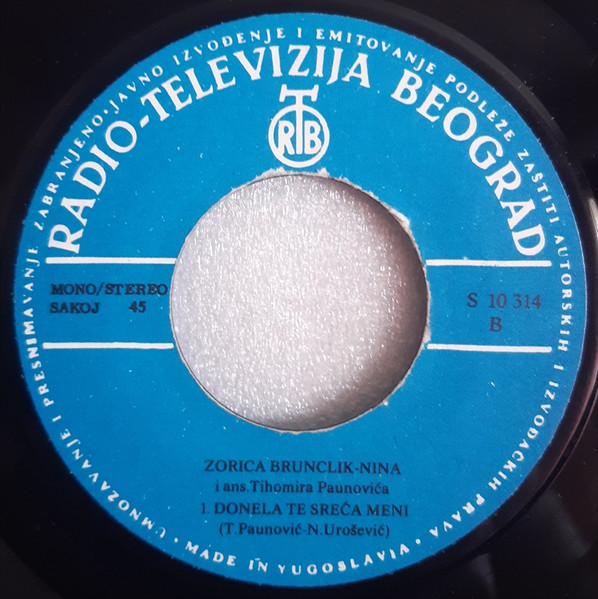 UMNOZAVANJE I PRESNIMAVANJE ZABRANJENO·JAVNO IZVOĐENJE I EMITOVANJE PODLEŽE ZAŠTITI AUTORSKIH I IZVOĐAČKIH PRAVA •
RADIO-TELEVIZIJA BEOGRAD
RTB
MONO/STEREO
SAKOJ 45
S 10 314
B
ZORICA BRUNCLIK-NINA
i ans.Tihomira Paunovića
1. DONELA TE SREĆA MENI
(T. Paunović-N.Urošević)
• MADE IN YUGOSLAVIA •